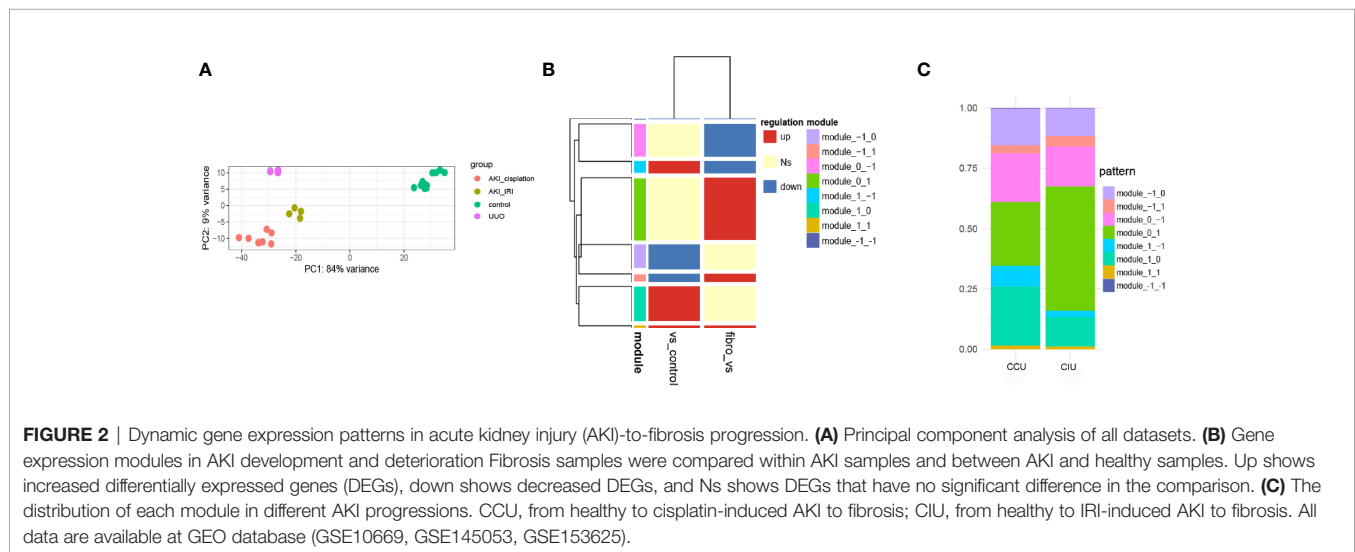 A
B
C
PC2: 9% variance
10
5
0
−5
−10
−40
−20
0
20
PC1: 84% variance
group
AKI_cisplation
AKI_IRI
control
UUO
module
vs_control
fibro_vs
regulation
up
Ns
down
module
module_−1_0
module_−1_1
module_0_−1
module_0_1
module_1_−1
module_1_0
module_1_1
module_-1_-1
1.00
0.75
0.50
0.25
0.00
CCU
CIU
pattern
module_−1_0
module_−1_1
module_0_−1
module_0_1
module_1_−1
module_1_0
module_1_1
module_-1_-1
FIGURE 2 | Dynamic gene expression patterns in acute kidney injury (AKI)-to-fibrosis progression. (A) Principal component analysis of all datasets. (B) Gene
expression modules in AKI development and deterioration Fibrosis samples were compared within AKI samples and between AKI and healthy samples. Up shows
increased differentially expressed genes (DEGs), down shows decreased DEGs, and Ns shows DEGs that have no significant difference in the comparison. (C) The
distribution of each module in different AKI progressions. CCU, from healthy to cisplatin-induced AKI to fibrosis; CIU, from healthy to IRI-induced AKI to fibrosis. All
data are available at GEO database (GSE10669, GSE145053, GSE153625).